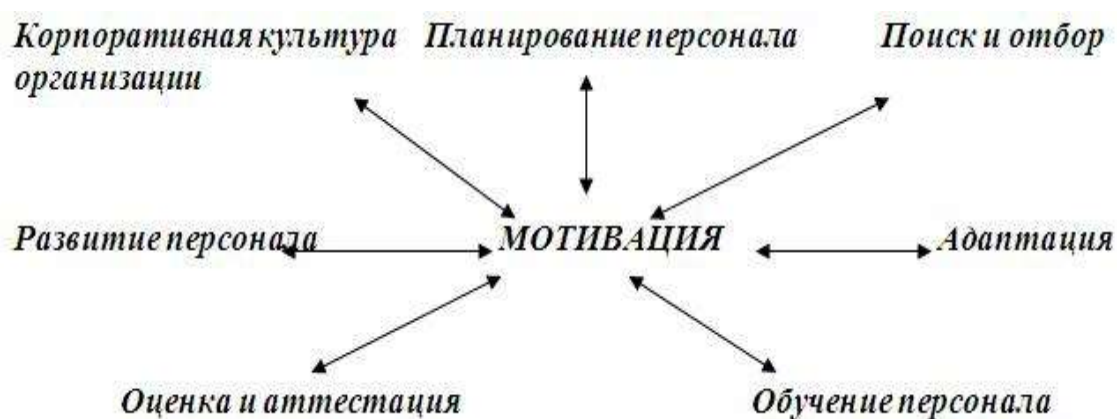 Корпоративная культура организации
Планирование персонала
Поиск и отбор
Развитие персонала
МОТИВАЦИЯ
Адаптация
Оценка и аттестация
Обучение персонала